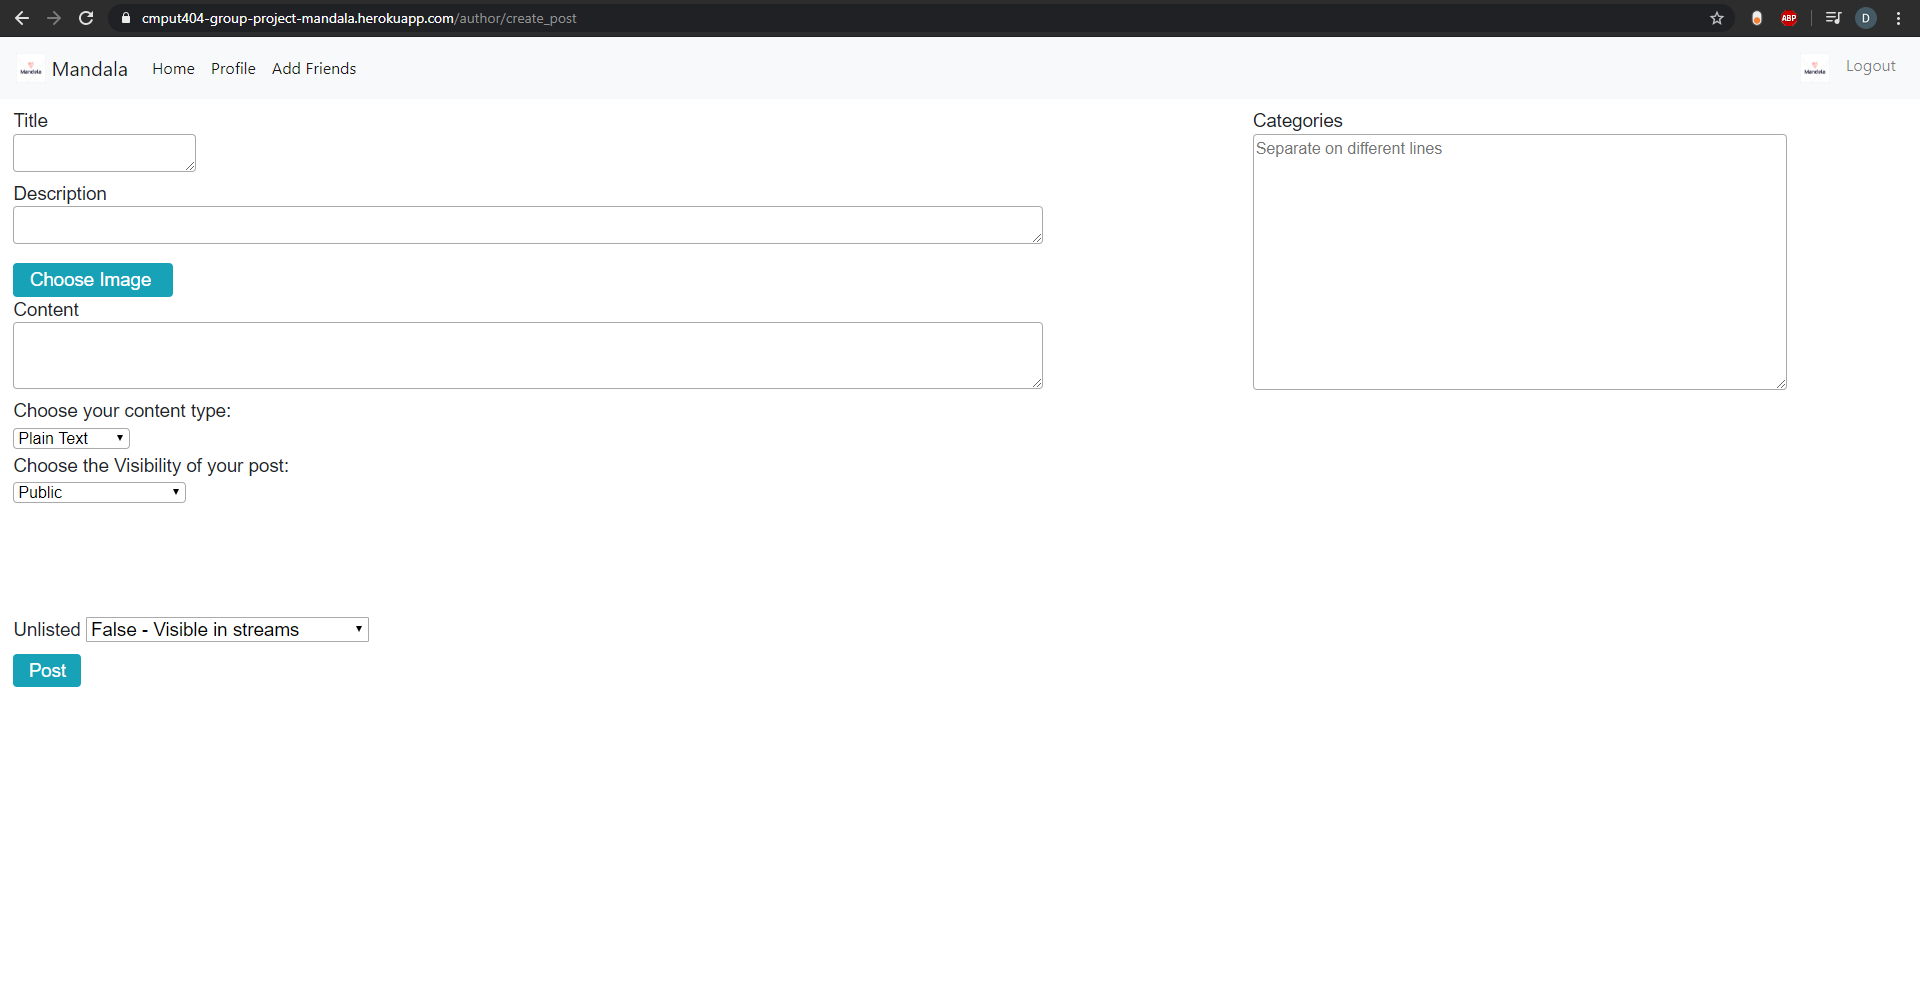 cmput404-group-project-mandala.herokuapp.com/author/create_post
ABP
D
Mandala Mandala Home Profile Add Friends
Mandala Logout
Title
Categories
Separate on different lines
Description
Choose Image
Content
Choose your content type:
Plain Text
Choose the Visibility of your post:
Public
Unlisted False - Visible in streams
Post